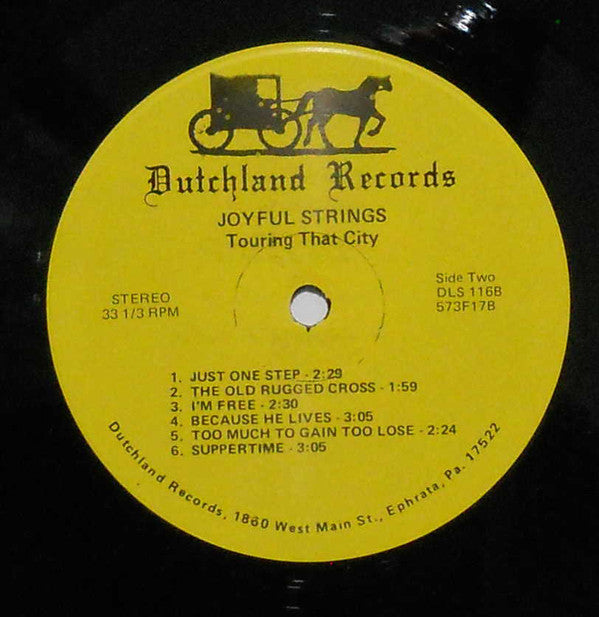 Dutchland Records
JOYFUL STRINGS
Touring That City
STEREO
33 1/3 RPM
Side Two
DLS 116B
573F17B
1. JUST ONE STEP - 2:29
2. THE OLD RUGGED CROSS - 1:59
3. I'M FREE - 2:30
4. BECAUSE HE LIVES - 3:05
5. TOO MUCH TO GAIN TOO LOSE - 2:24
6. SUPPERTIME - 3:05
Dutchland Records, 1860 West Main St., Ephrata, Pa. 17522